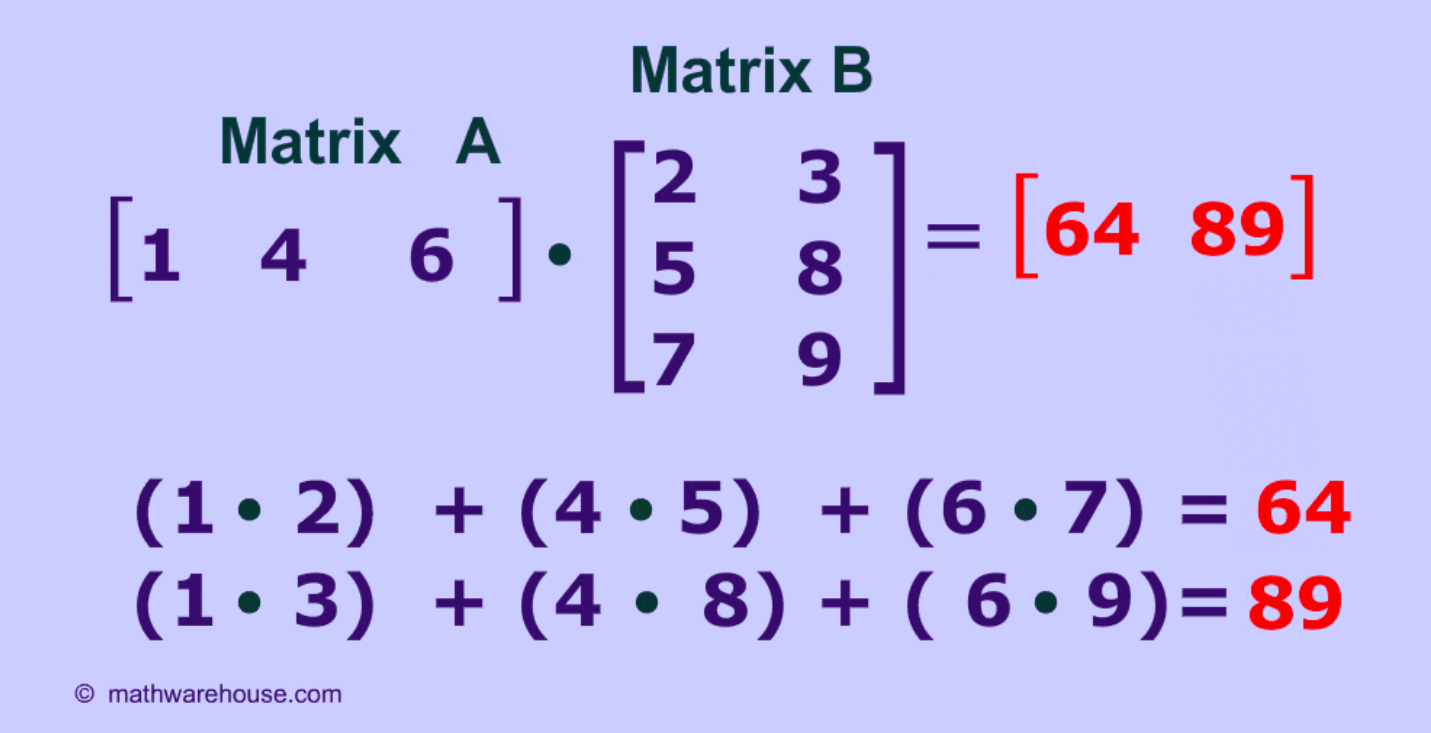 Matrix B
Matrix A
[1 4 6] • [2 3
5 8
7 9] = [64 89]
(1 • 2) + (4 • 5) + (6 • 7) = 64
(1 • 3) + (4 • 8) + ( 6 • 9) = 89
© mathwarehouse.com